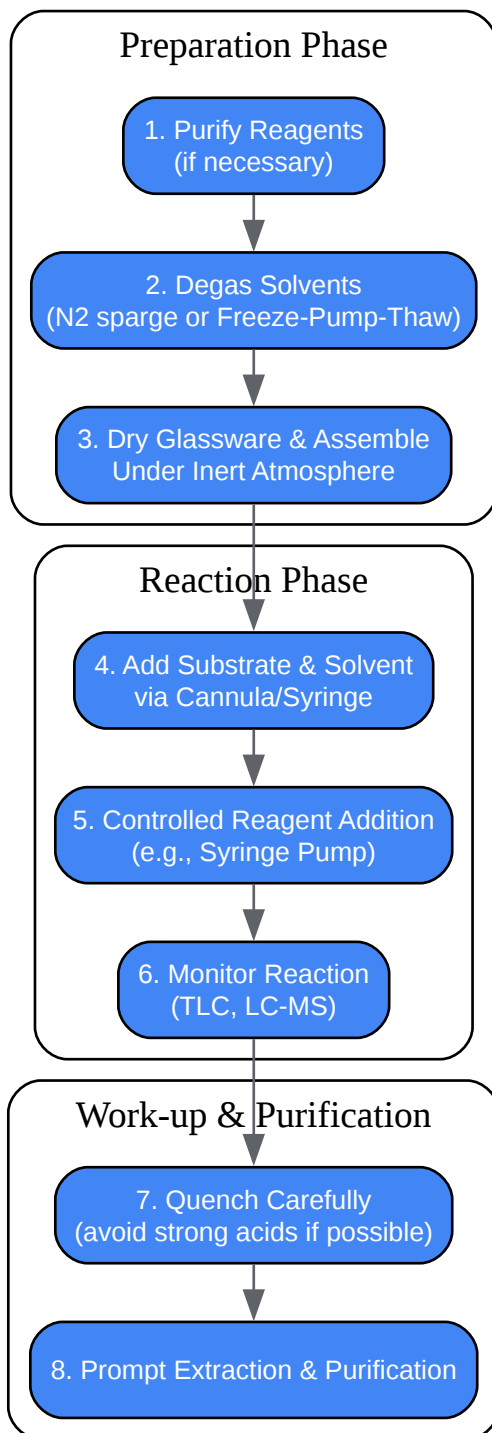 Preparation Phase
1. Purify Reagents
(if necessary)
2. Degas Solvents
(N2 sparge or Freeze-Pump-Thaw)
3. Dry Glassware & Assemble
Under Inert Atmosphere
Reaction Phase
4. Add Substrate & Solvent
via Cannula/Syringe
5. Controlled Reagent Addition
(e.g., Syringe Pump)
6. Monitor Reaction
(TLC, LC-MS)
Work-up & Purification
7. Quench Carefully
(avoid strong acids if possible)
8. Prompt Extraction & Purification